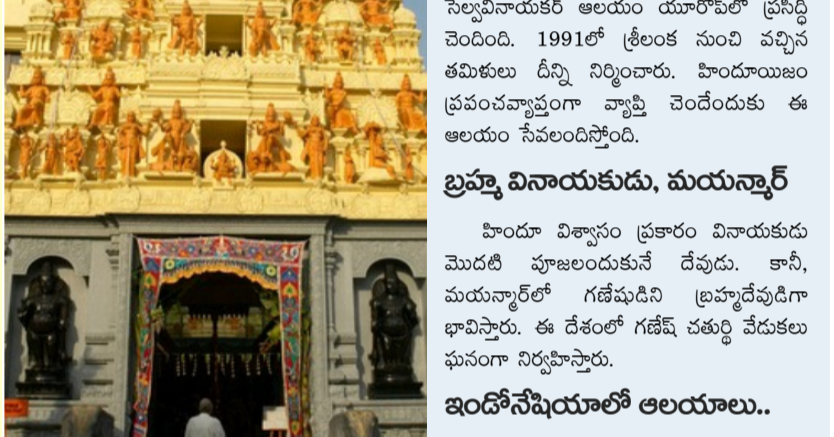 సెల్వవినాయకర్ ఆలయం యూరోప్‌లో ప్రసిద్ధి
చెందింది. 1991లో శ్రీలంక నుంచి వచ్చిన
తమిళులు దీన్ని నిర్మించారు. హిందూయిజం
ప్రపంచవ్యాప్తంగా వ్యాప్తి చెందేందుకు ఈ
ఆలయం సేవలందిస్తోంది.
బ్రహ్మ వినాయకుడు, మయన్మార్
హిందూ విశ్వాసం ప్రకారం వినాయకుడు
మొదటి పూజలందుకునే దేవుడు. కానీ,
మయన్మార్‌లో గణేషుడిని బ్రహ్మదేవుడిగా
భావిస్తారు. ఈ దేశంలో గణేష్ చతుర్థి వేడుకలు
ఘనంగా నిర్వహిస్తారు.
ఇండోనేషియాలో ఆలయాలు..